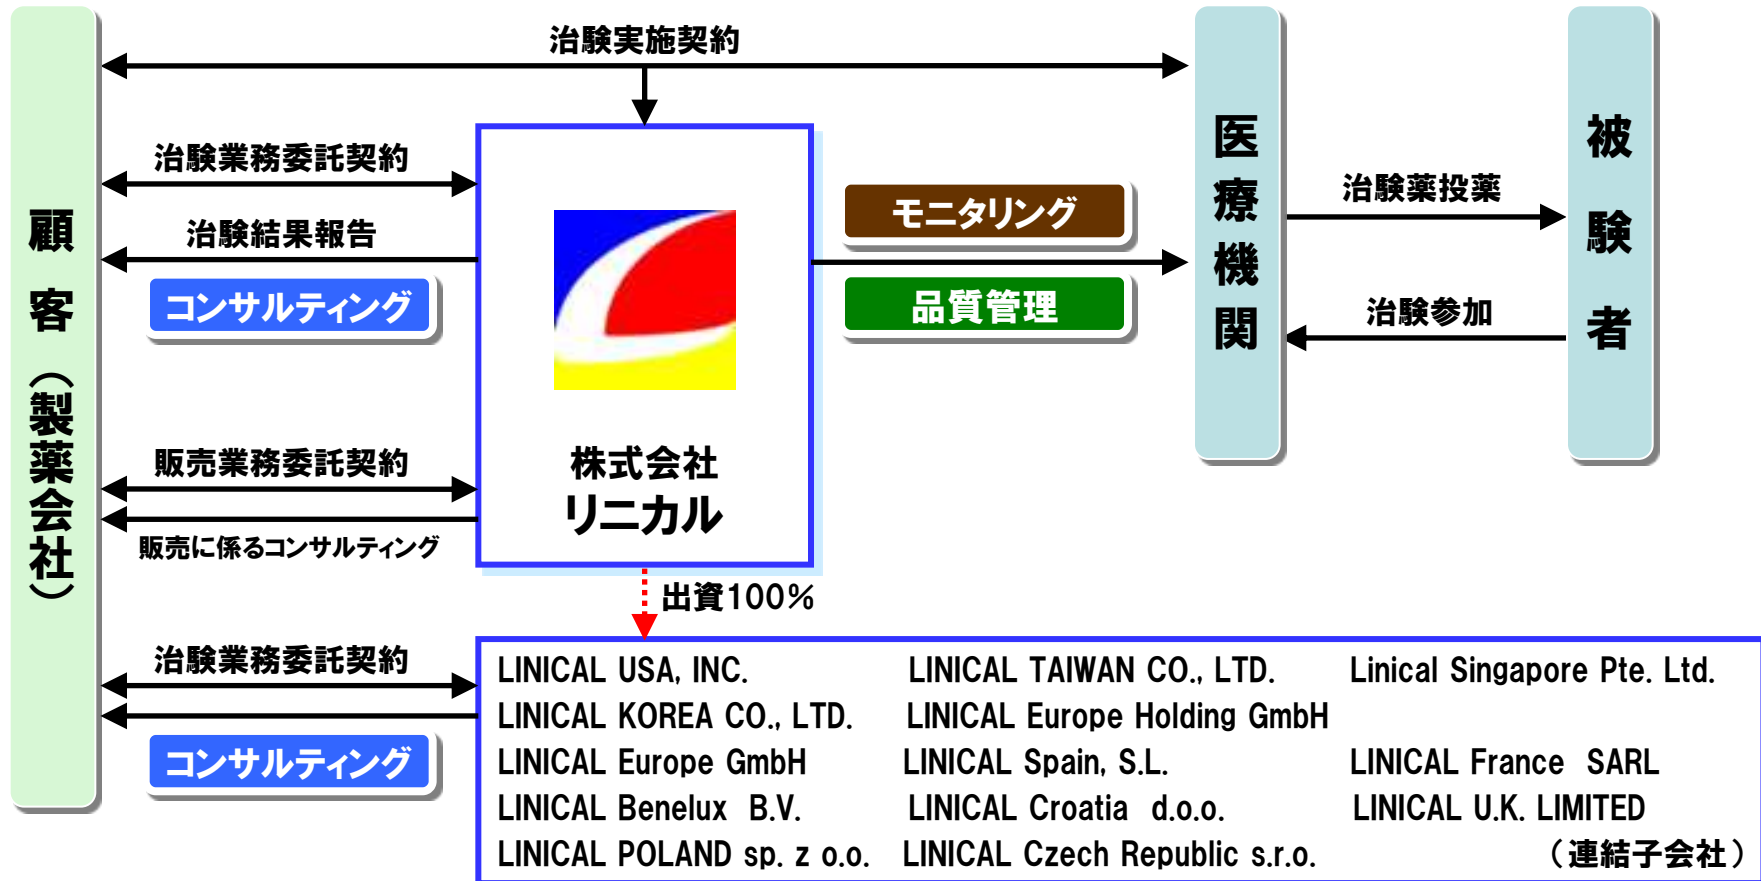 治験実施契約
顧客（製薬会社）
治験業務委託契約
治験結果報告
コンサルティング
販売業務委託契約
販売に係るコンサルティング
株式会社
リニカル
モニタリング
品質管理
医療機関
治験薬投薬
治験参加
被験者
出資100%
治験業務委託契約
コンサルティング
LINICAL USA, INC. LINICAL TAIWAN CO., LTD. Linical Singapore Pte. Ltd.
LINICAL KOREA CO., LTD. LINICAL Europe Holding GmbH
LINICAL Europe GmbH LINICAL Spain, S.L. LINICAL France SARL
LINICAL Benelux B.V. LINICAL Croatia d.o.o. LINICAL U.K. LIMITED
LINICAL POLAND sp. z o.o. LINICAL Czech Republic s.r.o. （連結子会社）